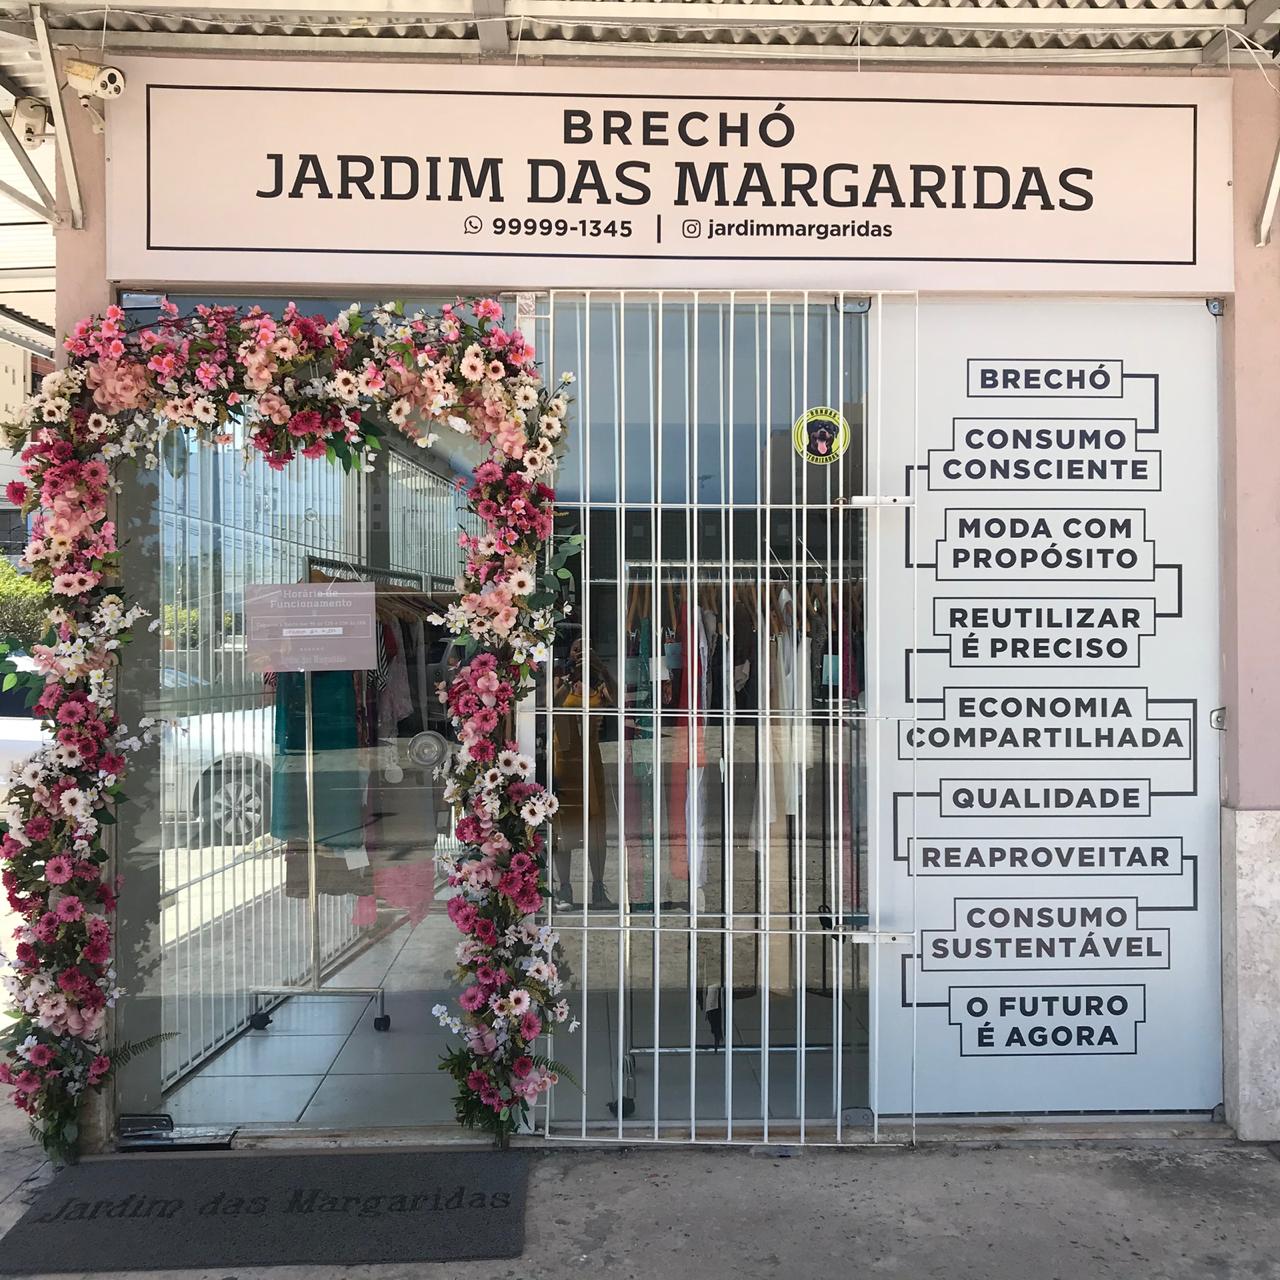 BRECHÓ
JARDIM DAS MARGARIDAS
99999-1345 | jardimmargaridas
BRECHÓ
CONSUMO
CONSCIENTE
MODA COM
PROPÓSITO
REUTILIZAR
É PRECISO
ECONOMIA
COMPARTILHADA
QUALIDADE
REAPROVEITAR
CONSUMO
SUSTENTÁVEL
O FUTURO
É AGORA
Horário de
Funcionamento
Jardim das Margaridas